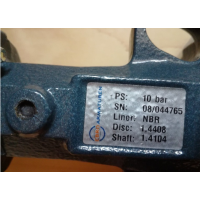 PS: 10 bar
SN: 08/044765
Liner: NBR
Disc: 1.4408
Shaft: 1.4104